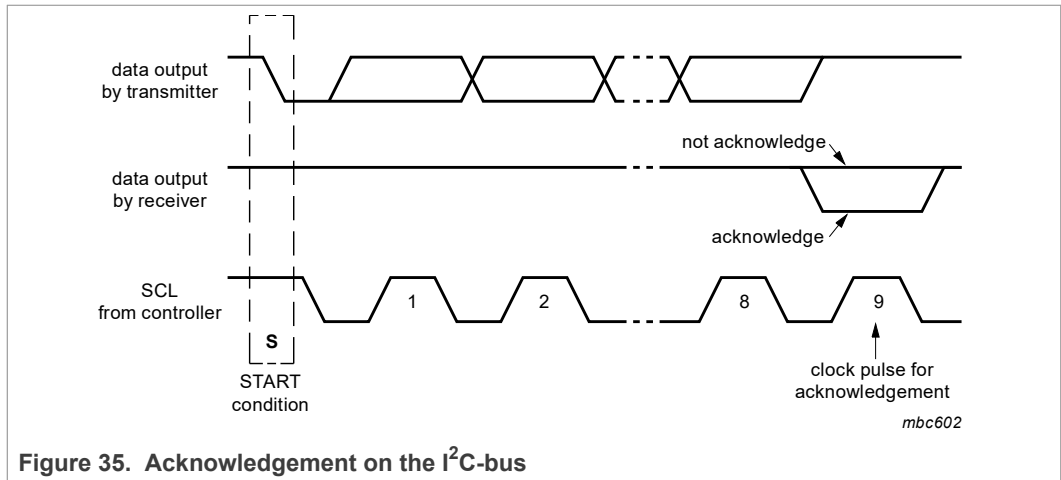 data output
by transmitter
not acknowledge
data output
by receiver
acknowledge
SCL
from controller
1
2
8
9
S
START
condition
clock pulse for
acknowledgement
mbc602
Figure 35. Acknowledgement on the I²C-bus